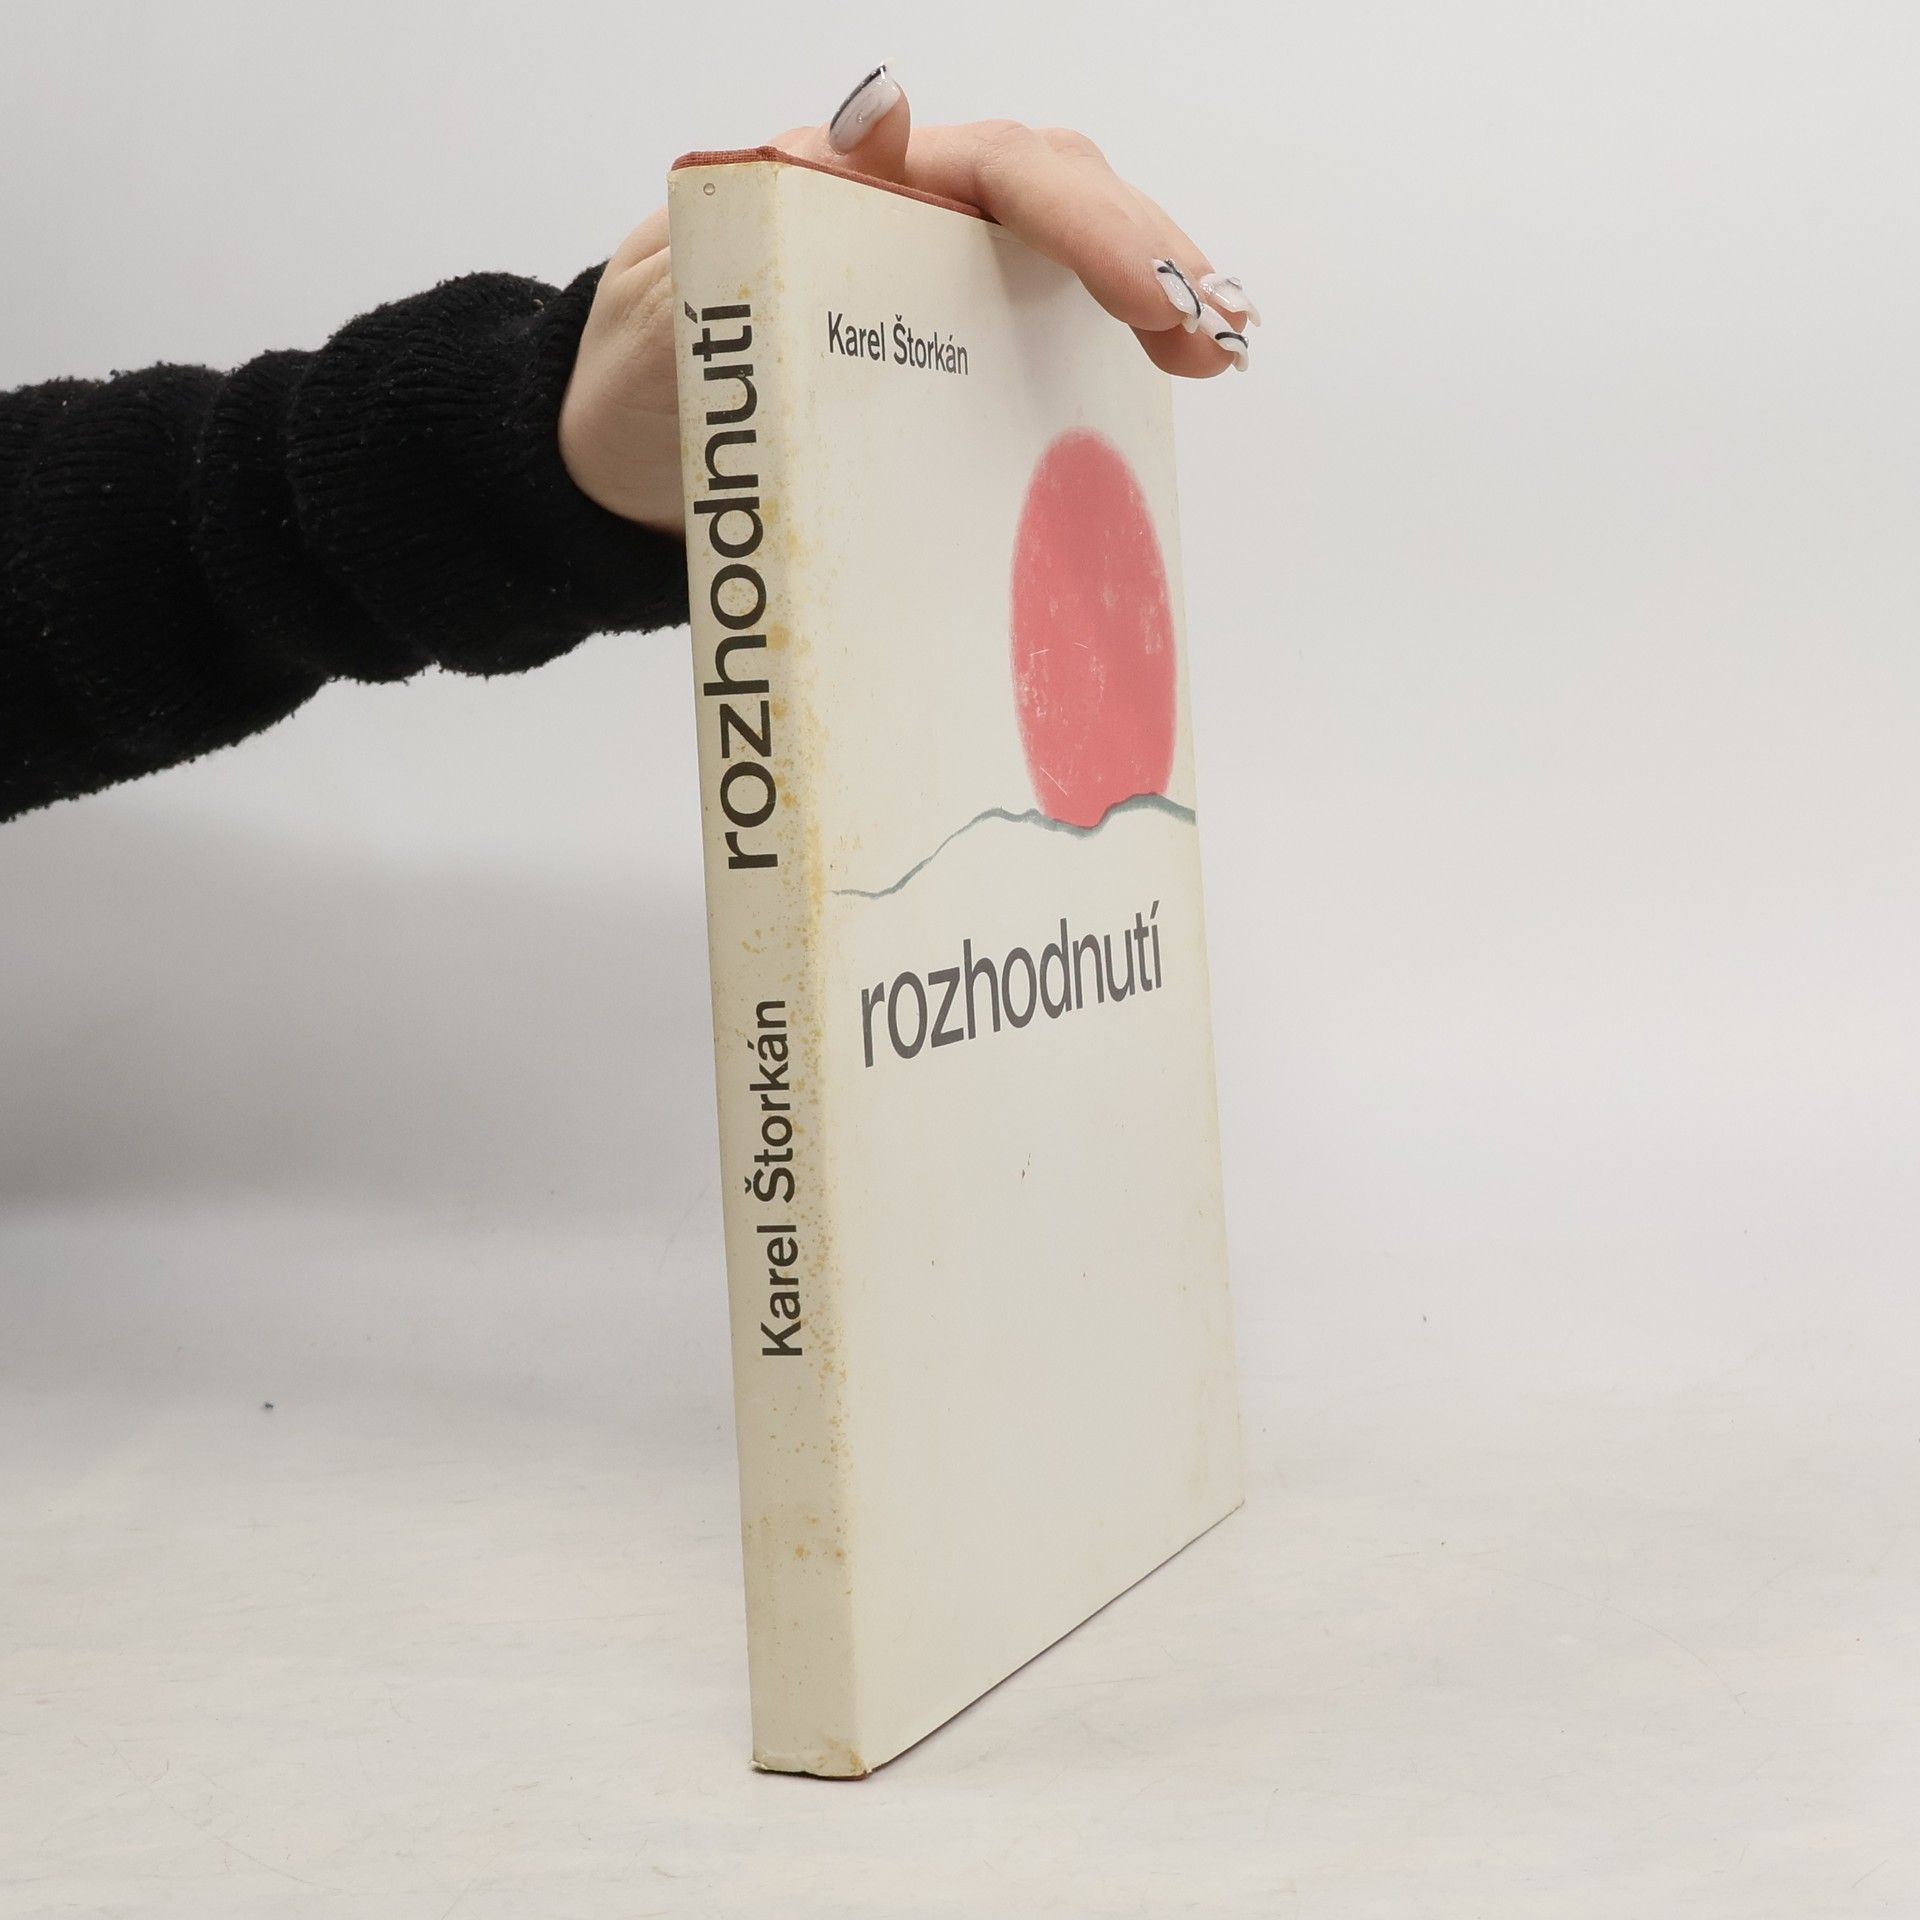 Karel Štorkán
rozhodnutí
Karel Štorkán
rozhodnutí